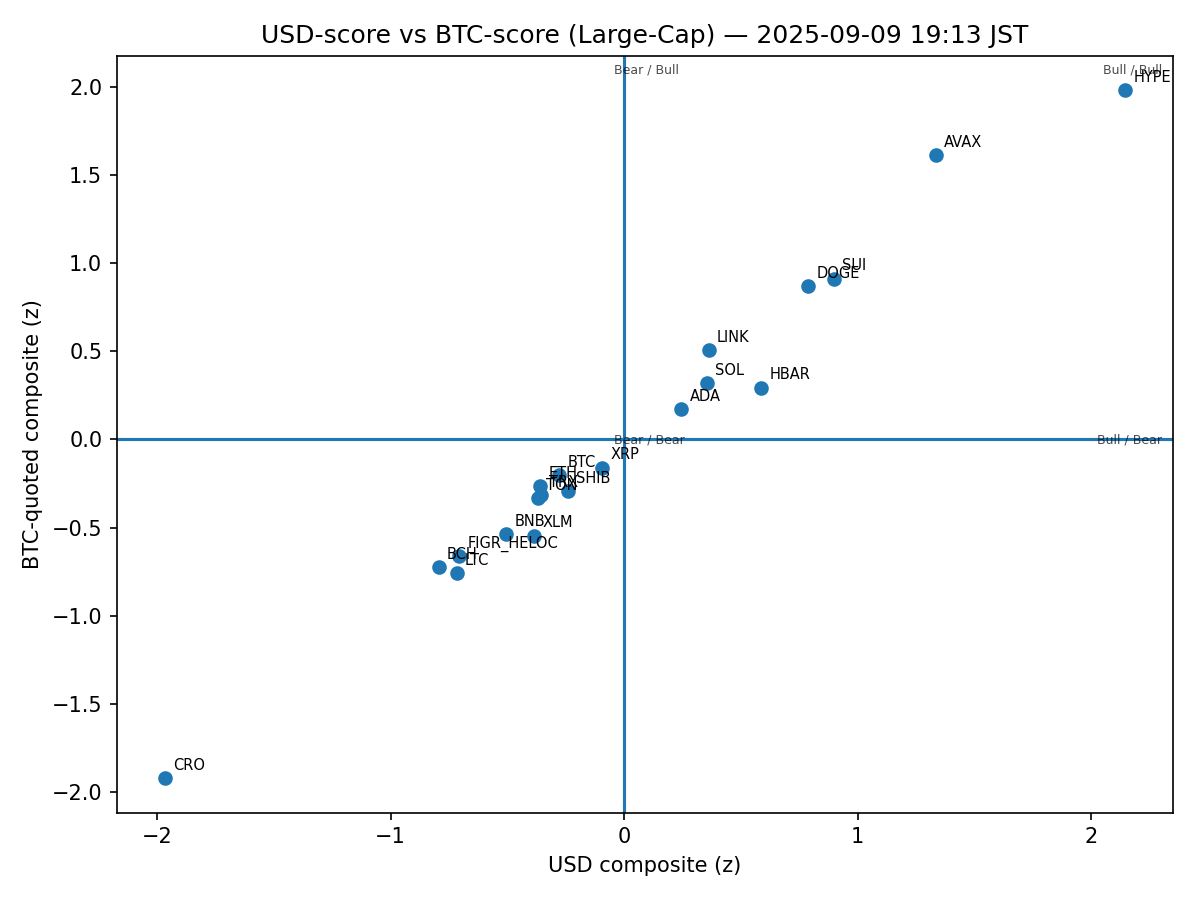 USD-score vs BTC-score (Large-Cap) — 2025-09-09 19:13 JST
Bear / Bull
Bull / Bull
HYPE
AVAX
SUI
DOGE
LINK
SOL
HBAR
ADA
Bear / Bear
Bull / Bear
XRP
BTC
ETH
SHIB
TRX
TON
BNB
XLM
FIGR_HELOC
BCH
LTC
CRO
2.0
1.5
1.0
0.5
0.0
−0.5
−1.0
−1.5
−2.0
BTC-quoted composite (z)
−2
−1
0
1
2
USD composite (z)